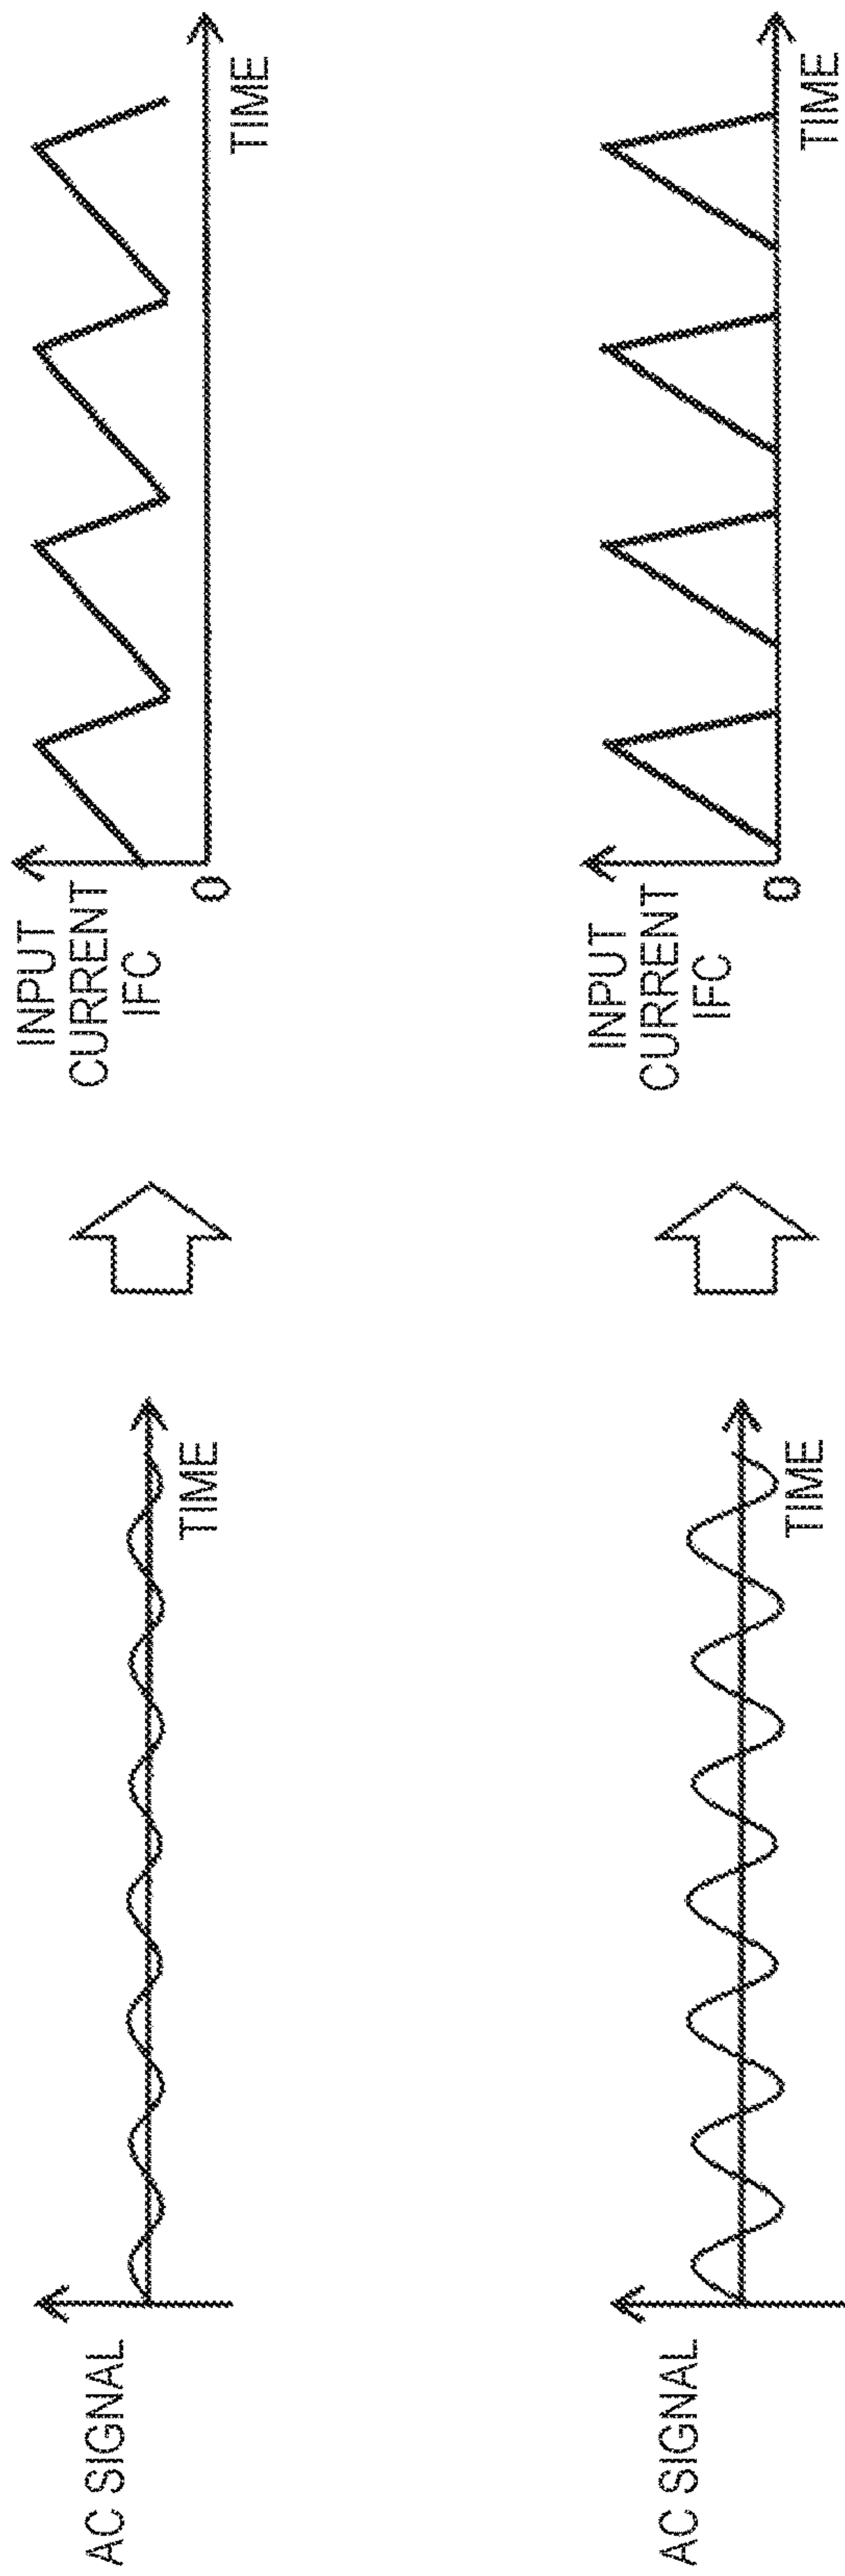 AC SIGNAL
TIME
INPUT
CURRENT
IFC
0
TIME
AC SIGNAL
TIME
INPUT
CURRENT
IFC
0
TIME